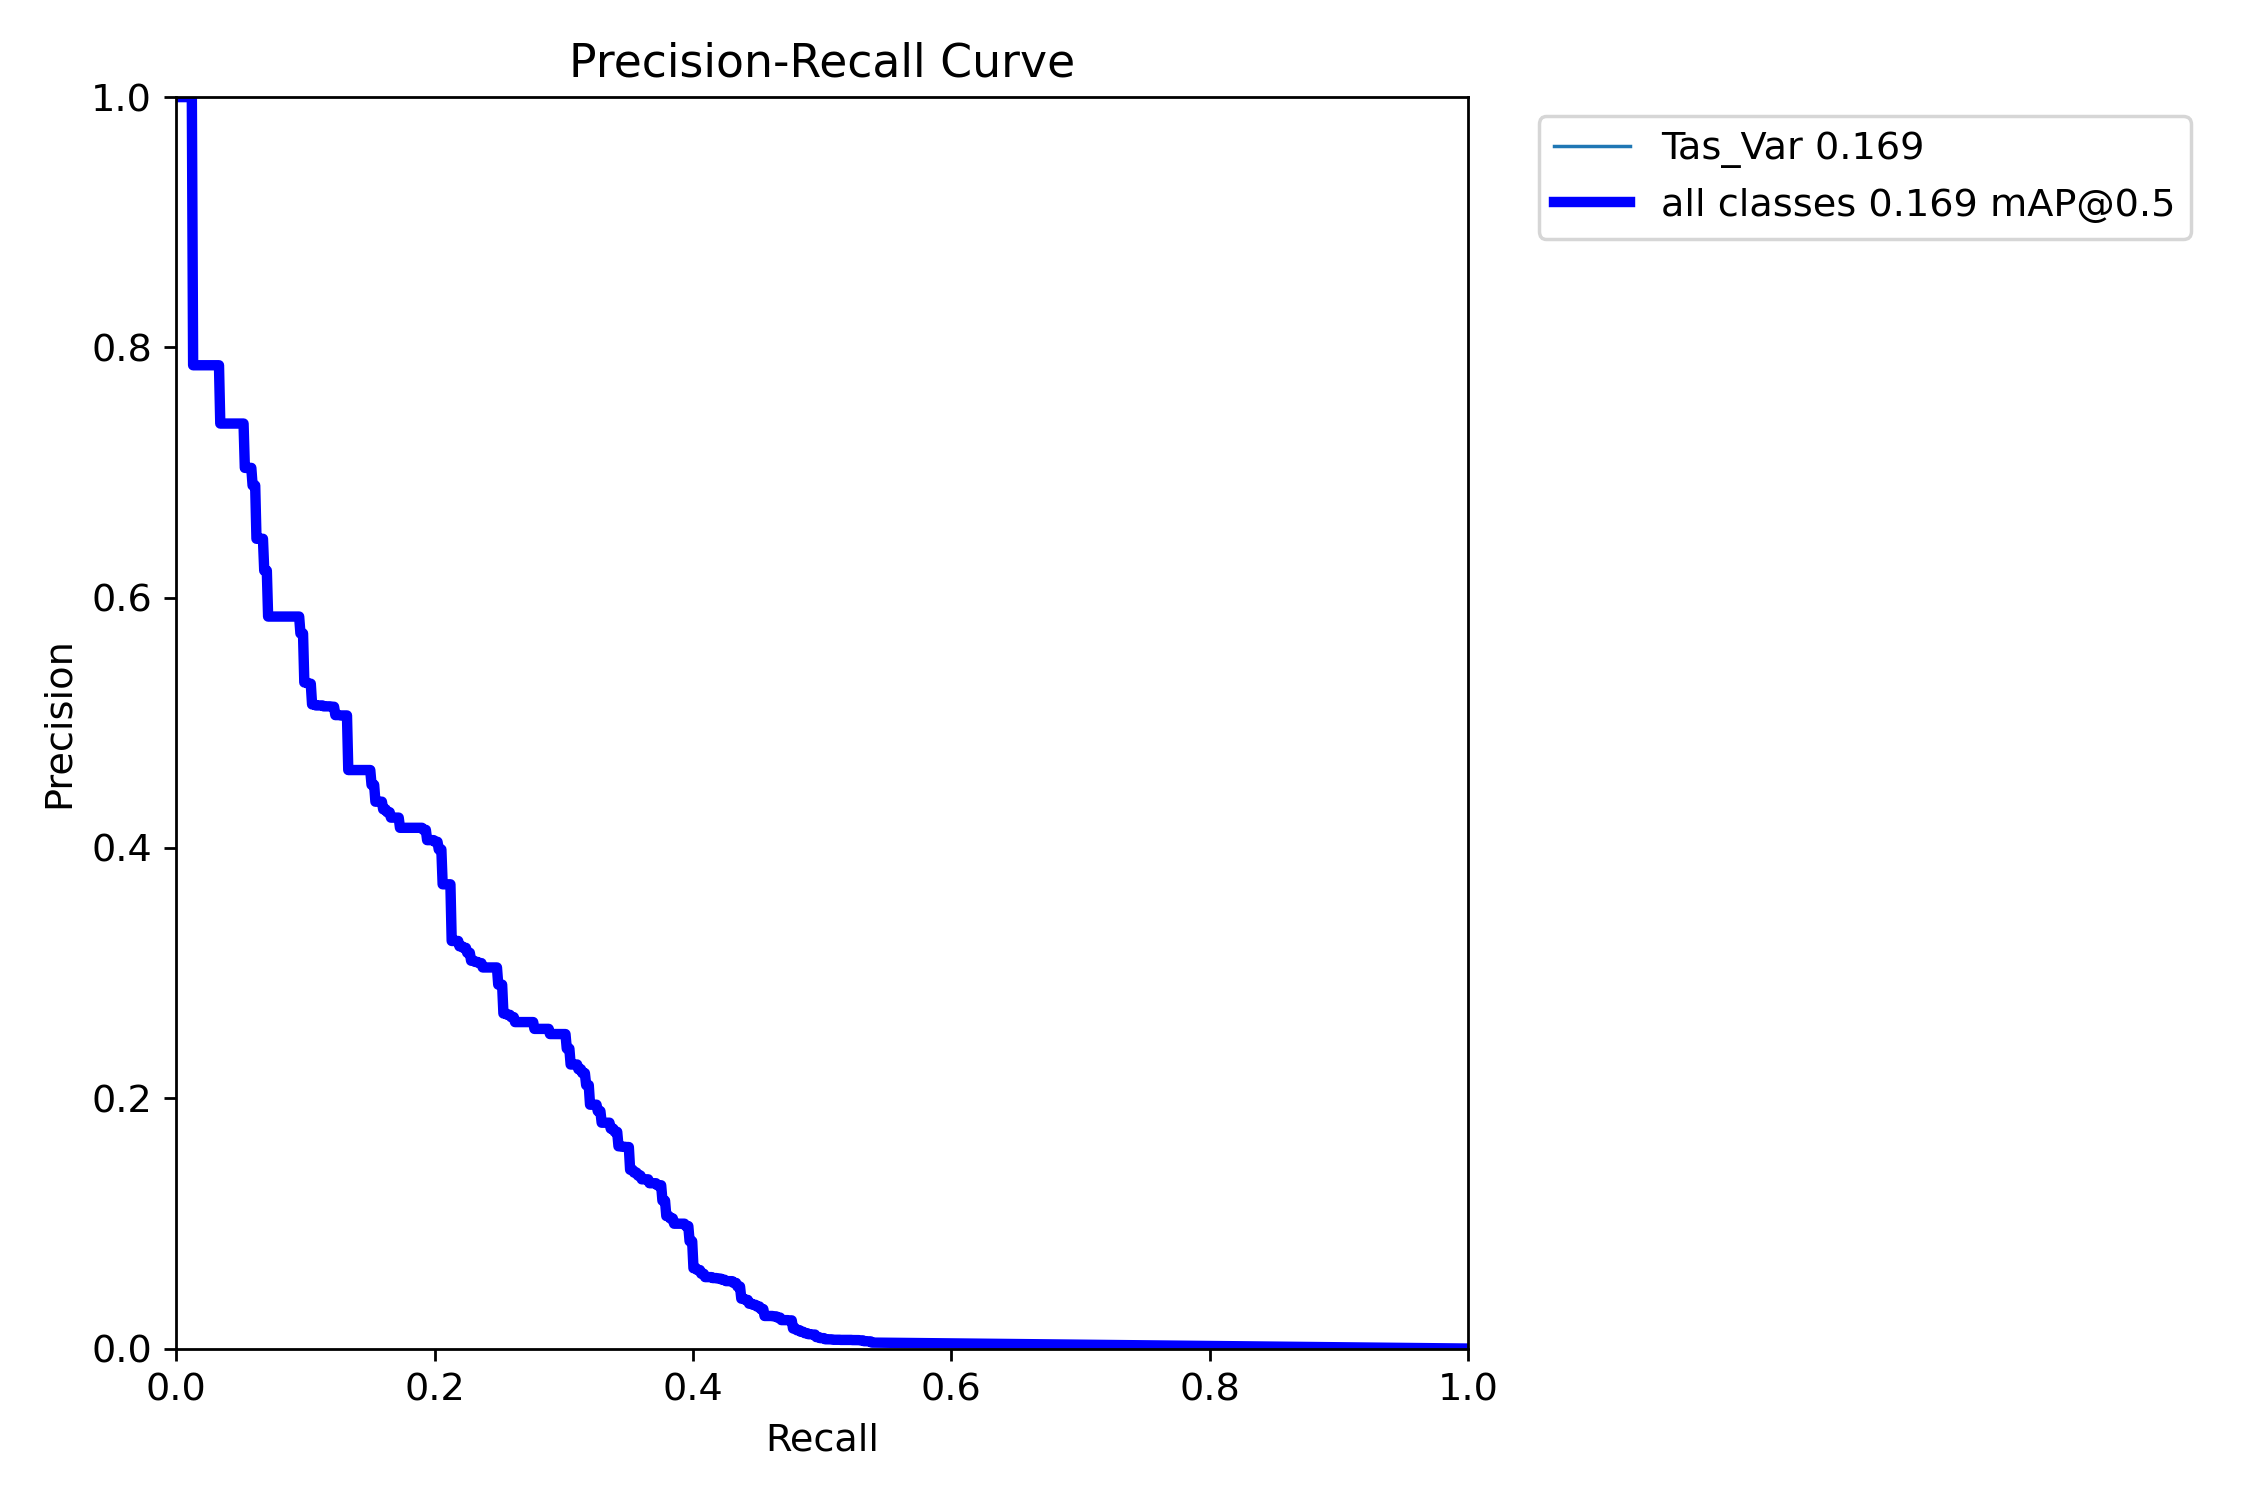 Precision-Recall Curve
1.0
0.8
0.6
0.4
0.2
0.0
Precision
0.0 0.2 0.4 0.6 0.8 1.0
Recall
Tas_Var 0.169
all classes 0.169 mAP@0.5